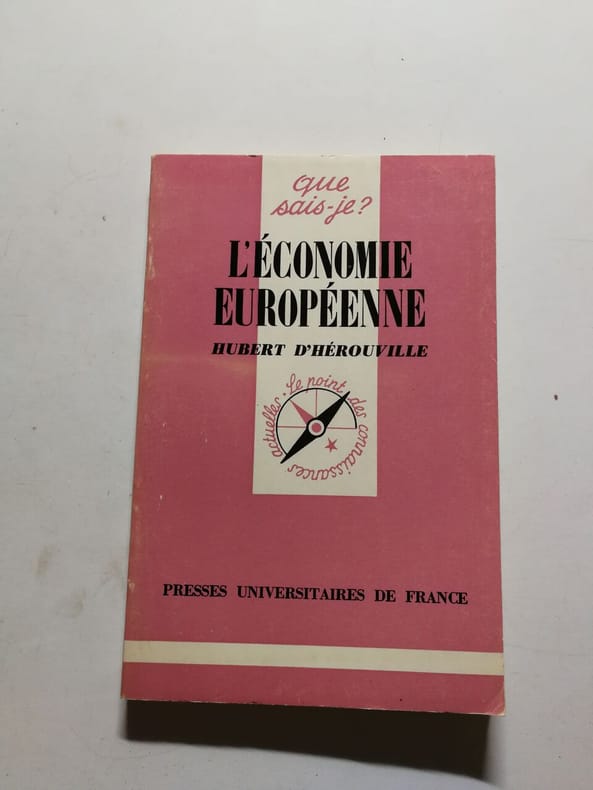 que
sais-je?
L'ÉCONOMIE
EUROPÉENNE
HUBERT D'HÉROUVILLE
Le point des connaissances actuelles.
PRESSES UNIVERSITAIRES DE FRANCE